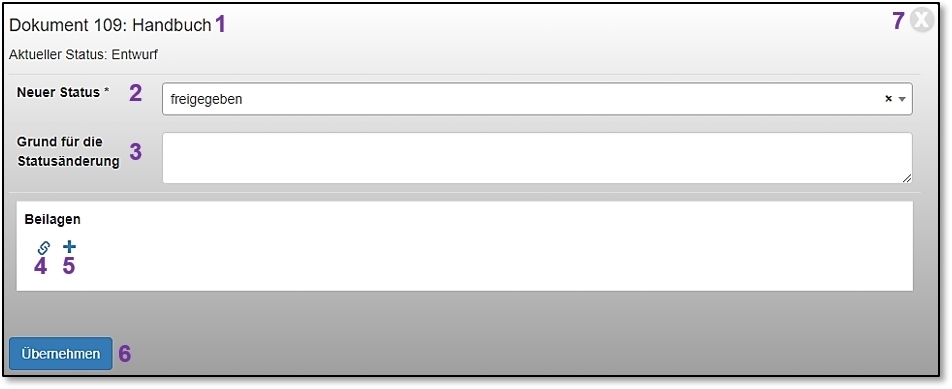 Dokument 109: Handbuch 1
7 X
Aktueller Status: Entwurf
Neuer Status * 2
freigegeben × 
Grund für die
Statusänderung 3
Beilagen
4 5
Übernehmen 6